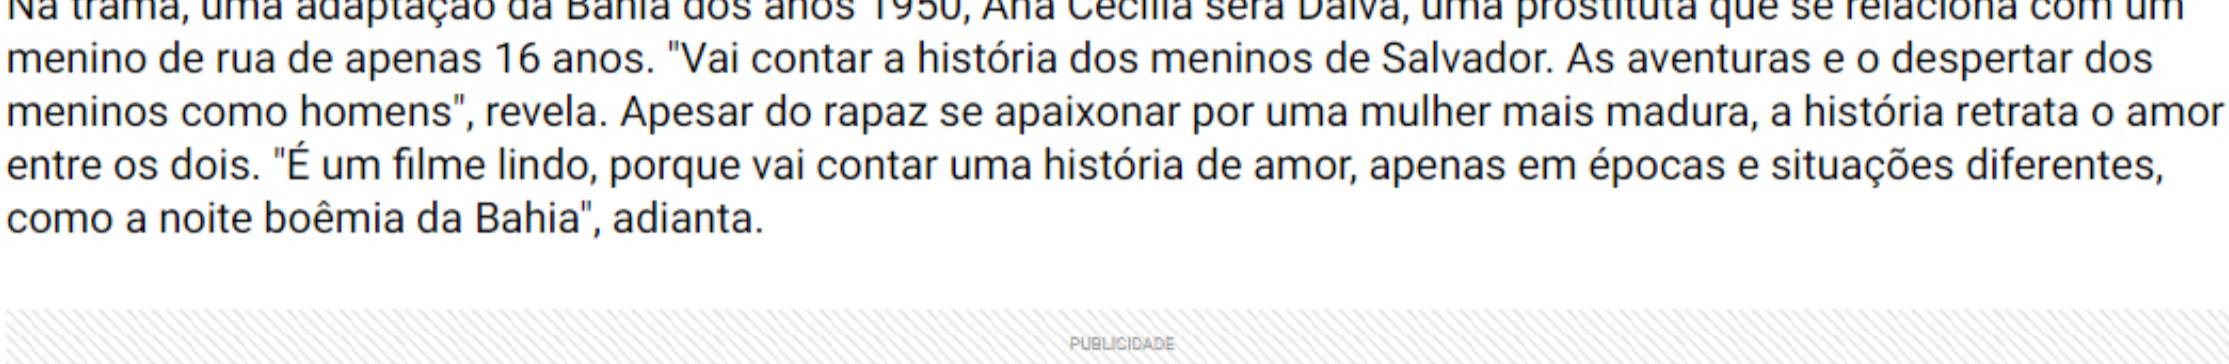 Na trama, uma adaptação da Bahia dos anos 1950, Ana Cecília será Dalva, uma prostituta que se relaciona com um
menino de rua de apenas 16 anos. "Vai contar a história dos meninos de Salvador. As aventuras e o despertar dos
meninos como homens", revela. Apesar do rapaz se apaixonar por uma mulher mais madura, a história retrata o amor
entre os dois. "É um filme lindo, porque vai contar uma história de amor, apenas em épocas e situações diferentes,
como a noite boêmia da Bahia", adianta.
PUBLICIDADE